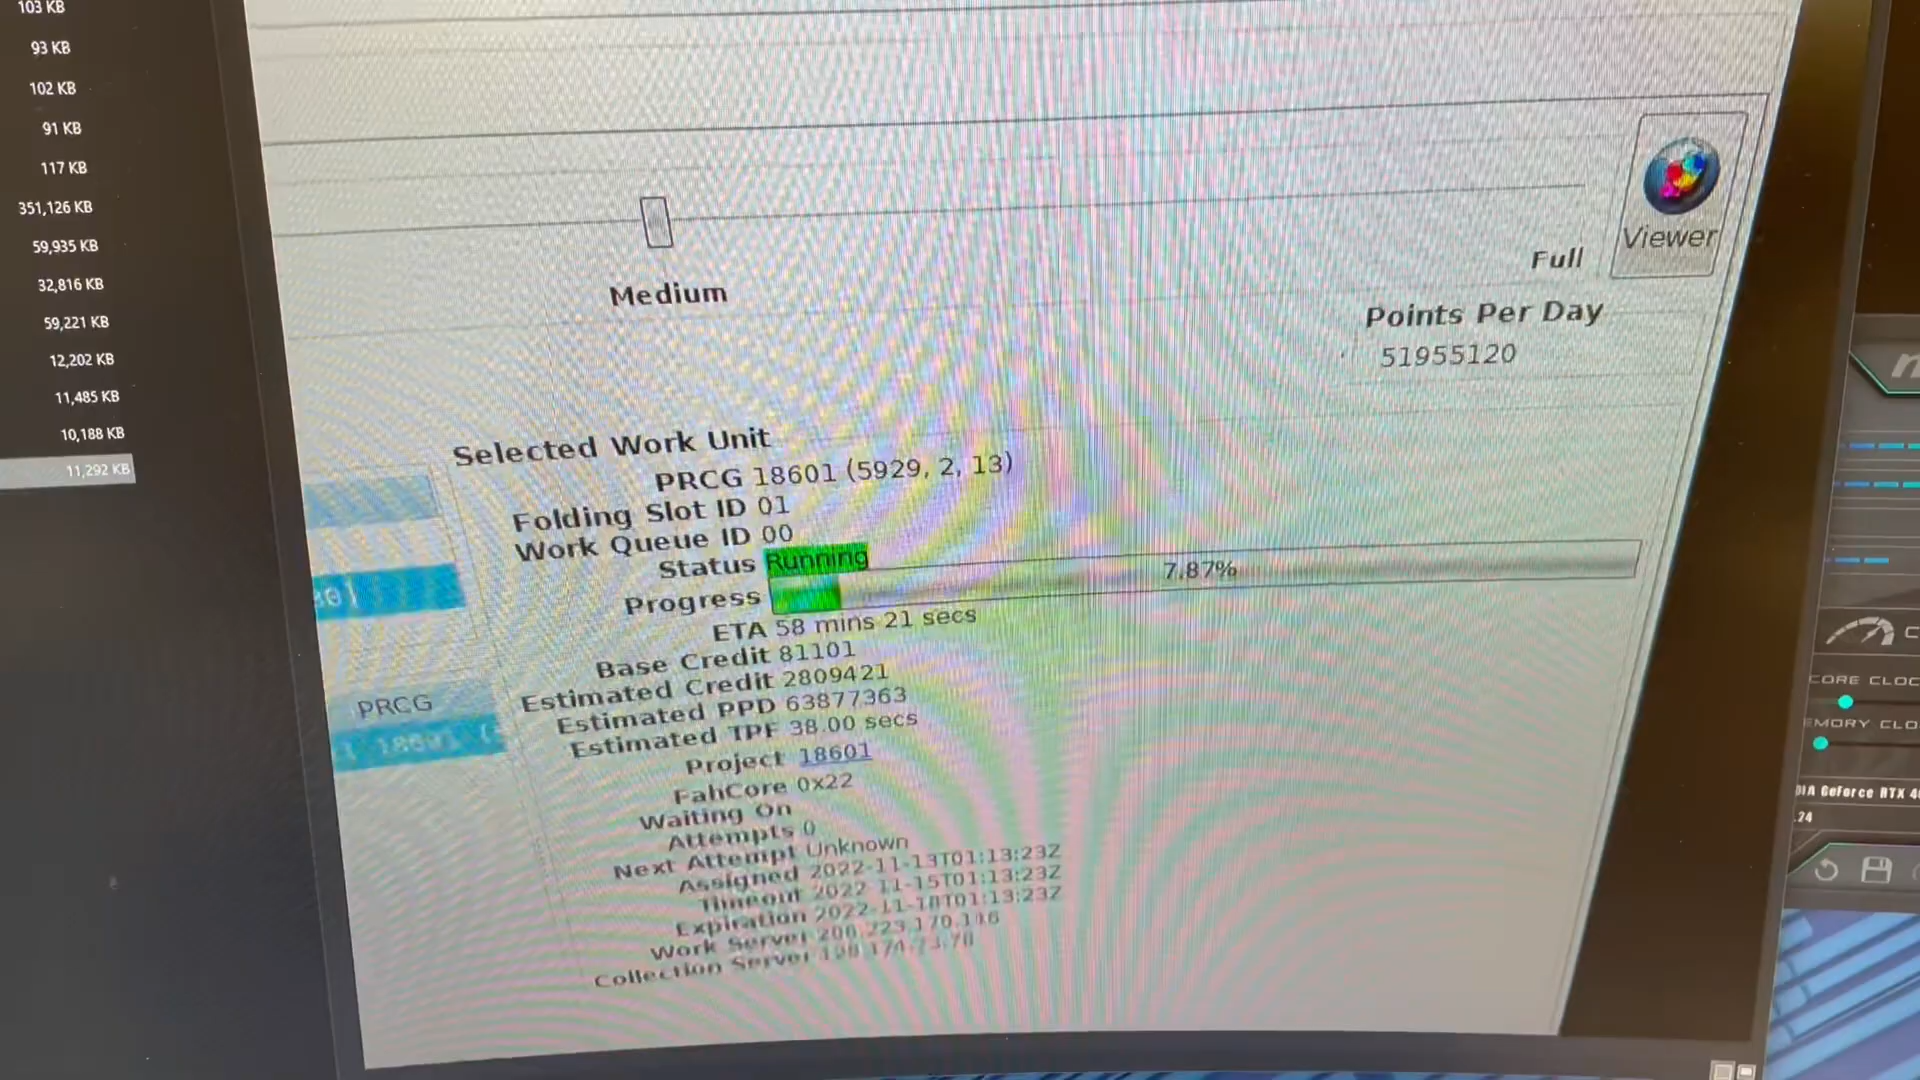 103 KB
93 KB
102 KB
91 KB
117 KB
351,126 KB
59,935 KB
32,816 KB
59,221 KB
12,202 KB
11,485 KB
10,188 KB
11,292 KB
Viewer
Medium
Full
Points Per Day
51955120
Selected Work Unit
PRCG 18601 (5929, 2, 13)
Folding Slot ID 01
Work Queue ID 00
Status Running
Progress 7.87%
ETA 58 mins 21 secs
Base Credit 81101
Estimated Credit 2809421
Estimated PPD 63877363
Estimated TPF 38.00 secs
Project 18601
FahCore 0x22
Waiting On
Attempts 0
Next Attempt Unknown
Assigned 2022-11-13T01:13:23Z
Timeout 2022-11-15T01:13:23Z
Expiration 2022-11-18T01:13:23Z
Work Server
Collection Server
PRCG
18601
CORE CLOC
EMORY CLO
DIA GeForce RTX 4
.24